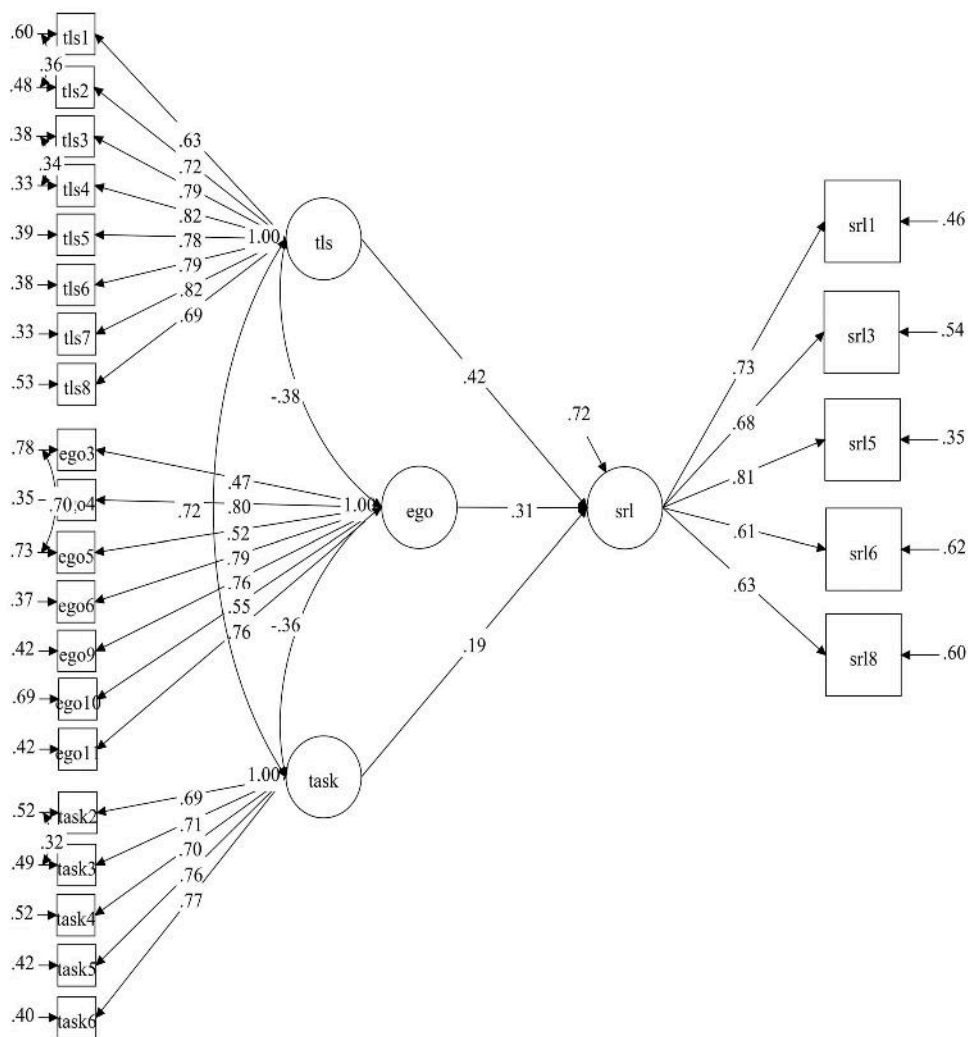 .60 tls1
.36
.48 tls2
.38 tls3
.34
.33 tls4
.39 tls5
.38 tls6
.33 tls7
.53 tls8
.63
.72
.79
.82
.78
.79
.82
.69
1.00 tls
-.38
.72
.42
.78 ego3
.35 .70 o4
.73 ego5
.37 ego6
.42 ego9
.69 ego10
.42 ego11
.47
.80
.52
.79
.76
.55
.76
1.00 ego
.31
-.36
.72
srl
.19
1.00 task
.52 task2
.32
.49 task3
.52 task4
.42 task5
.40 task6
.69
.71
.70
.76
.77
.73
.68
.81
.61
.63
srl1 .46
srl3 .54
srl5 .35
srl6 .62
srl8 .60